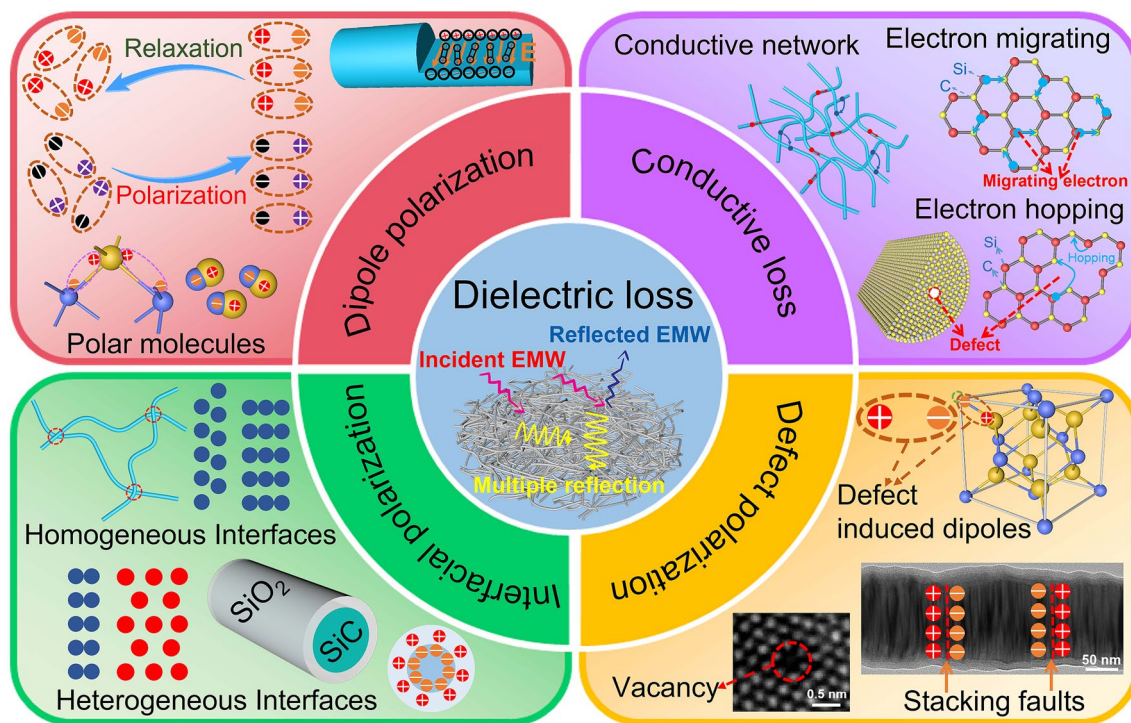 Relaxation
E
Polarization
Polar molecules
Dipole polarization
Conductive network
Electron migrating
Si
C
Migrating electron
Electron hopping
Si
C
Hopping
Defect
Conductive loss
Dielectric loss
Reflected EMW
Incident EMW
Multiple reflection
Interfacial polarization
Homogeneous Interfaces
SiO₂
SiC
Heterogeneous Interfaces
Defect polarization
Defect
induced dipoles
Vacancy
0.5 nm
50 nm
Stacking faults